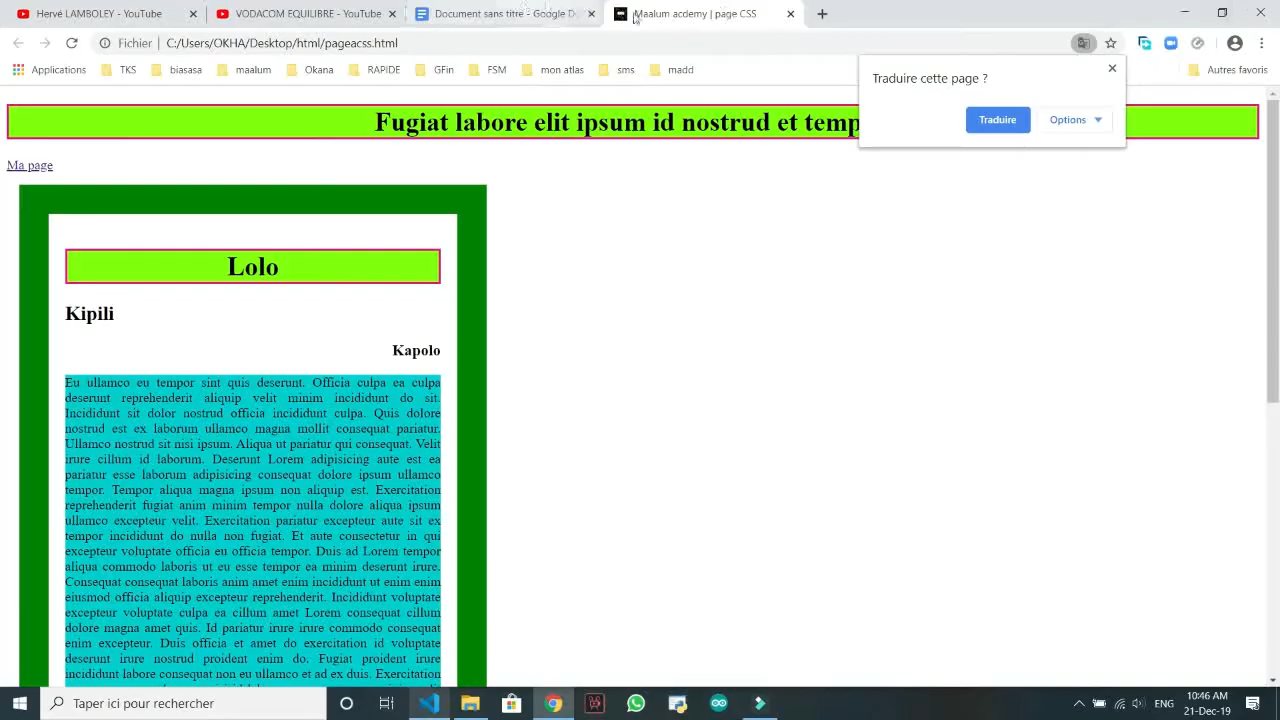 Hervé LAMBOLEY - YouTube
VODACOM EQUILIBRE - YouTube
Document sans titre - Google D
Maalum acdemy | page CSS
Fichier | C:/Users/OKHA/Desktop/html/pageacss.html
Applications
TKS
biasasa
maalum
Okana
RAPIDE
GFin
FSM
mon atlas
sms
madd
Autres favoris
Traduire cette page ?
Traduire
Options
Fugiat labore elit ipsum id nostrud et temp
Ma page
Lolo
Kipili
Kapolo
Eu ullamco eu tempor sint quis deserunt. Officia culpa ea culpa
deserunt reprehenderit aliquip velit minim incididunt do sit.
Incididunt sit dolor nostrud officia incididunt culpa. Quis dolore
nostrud est ex laborum ullamco magna mollit consequat pariatur.
Ullamco nostrud sit nisi ipsum. Aliqua ut pariatur qui consequat. Velit
irure cillum id laborum. Deserunt Lorem adipisicing aute est ea
pariatur esse laborum adipisicing consequat dolore ipsum ullamco
tempor. Tempor aliqua magna ipsum non aliquip est. Exercitation
reprehenderit fugiat anim minim tempor nulla dolore aliqua ipsum
ullamco excepteur velit. Exercitation pariatur excepteur aute sit ex
tempor incididunt do nulla non fugiat. Et aute consectetur in qui
excepteur voluptate officia eu officia tempor. Duis ad Lorem tempor
aliqua commodo laboris ut eu esse tempor ea minim deserunt irure.
Consequat consequat laboris anim amet enim incididunt ut enim enim
eiusmod officia aliquip excepteur reprehenderit. Incididunt voluptate
excepteur voluptate culpa ea cillum amet Lorem consequat cillum
dolore magna amet quis. Id pariatur irure irure commodo consequat
enim excepteur. Duis officia et amet do exercitation id voluptate
deserunt irure nostrud proident enim do. Fugiat proident irure
incididunt labore consequat non eu ullamco et ad ex duis. Exercitation
Taper ici pour rechercher
ENG
10:46 AM
21-Dec-19